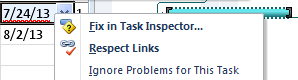 7/24/13
8/2/13
Fix in Task Inspector...
Respect Links
Ignore Problems for This Task